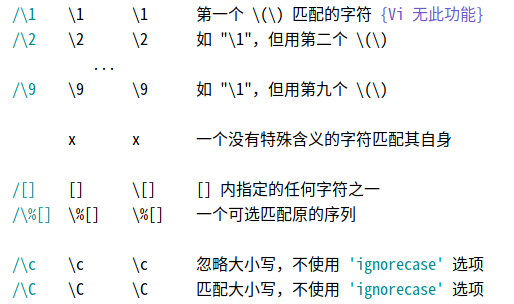 /\1 \1 \1 第一个 \(\) 匹配的字符 {Vi 无此功能}
/\2 \2 \2 如 "\1"，但用第二个 \(\)
...
/\9 \9 \9 如 "\1"，但用第九个 \(\)
x x 一个没有特殊含义的字符匹配其自身
/[] [] \[] [] 内指定的任何字符之一
/\%[] \%[] \%[] 一个可选匹配原的序列
/\c \c \c 忽略大小写，不使用 'ignorecase' 选项
/\C \C \C 匹配大小写，不使用 'ignorecase' 选项